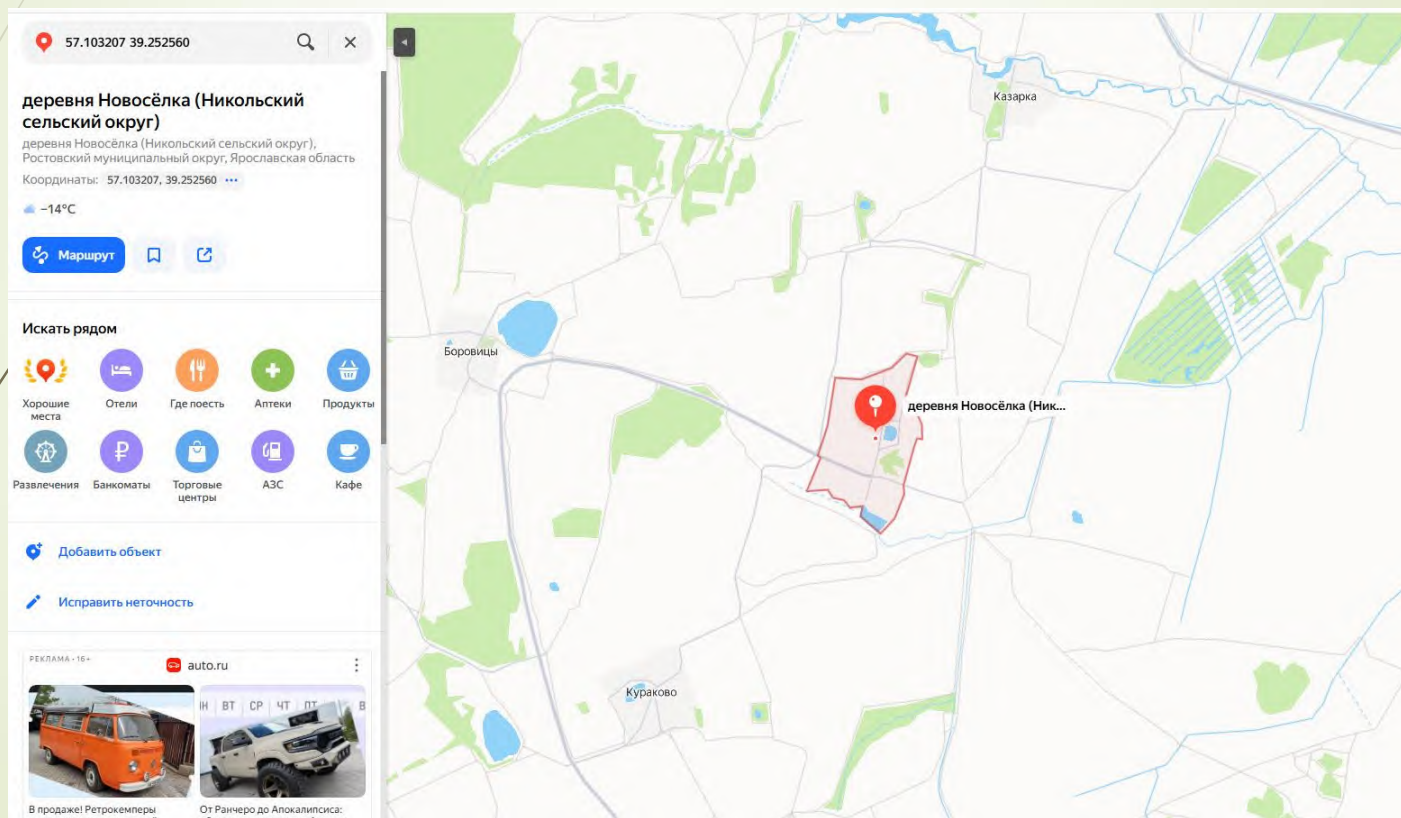 57.103207 39.252560
деревня Новосёлка (Никольский
сельский округ)
деревня Новосёлка (Никольский сельский округ),
Ростовский муниципальный округ, Ярославская область
Координаты: 57.103207, 39.252560 •••
−14°C
Маршрут
Искать рядом
Хорошие
места
Отели
Где поесть
Аптеки
Продукты
Развлечения
Банкоматы
Торговые
центры
АЗС
Кафе
Добавить объект
Исправить неточность
РЕКЛАМА • 16+
auto.ru
ВТ СР ЧТ ПТ В
В продаже! Ретрокемперы
От Ранчеро до Апокалипсиса:
Казарка
Боровицы
деревня Новосёлка (Ник...
Кураково